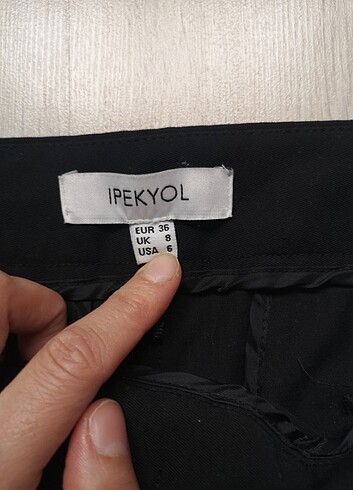 IPEKYOL
EUR 36
UK 8
USA 6